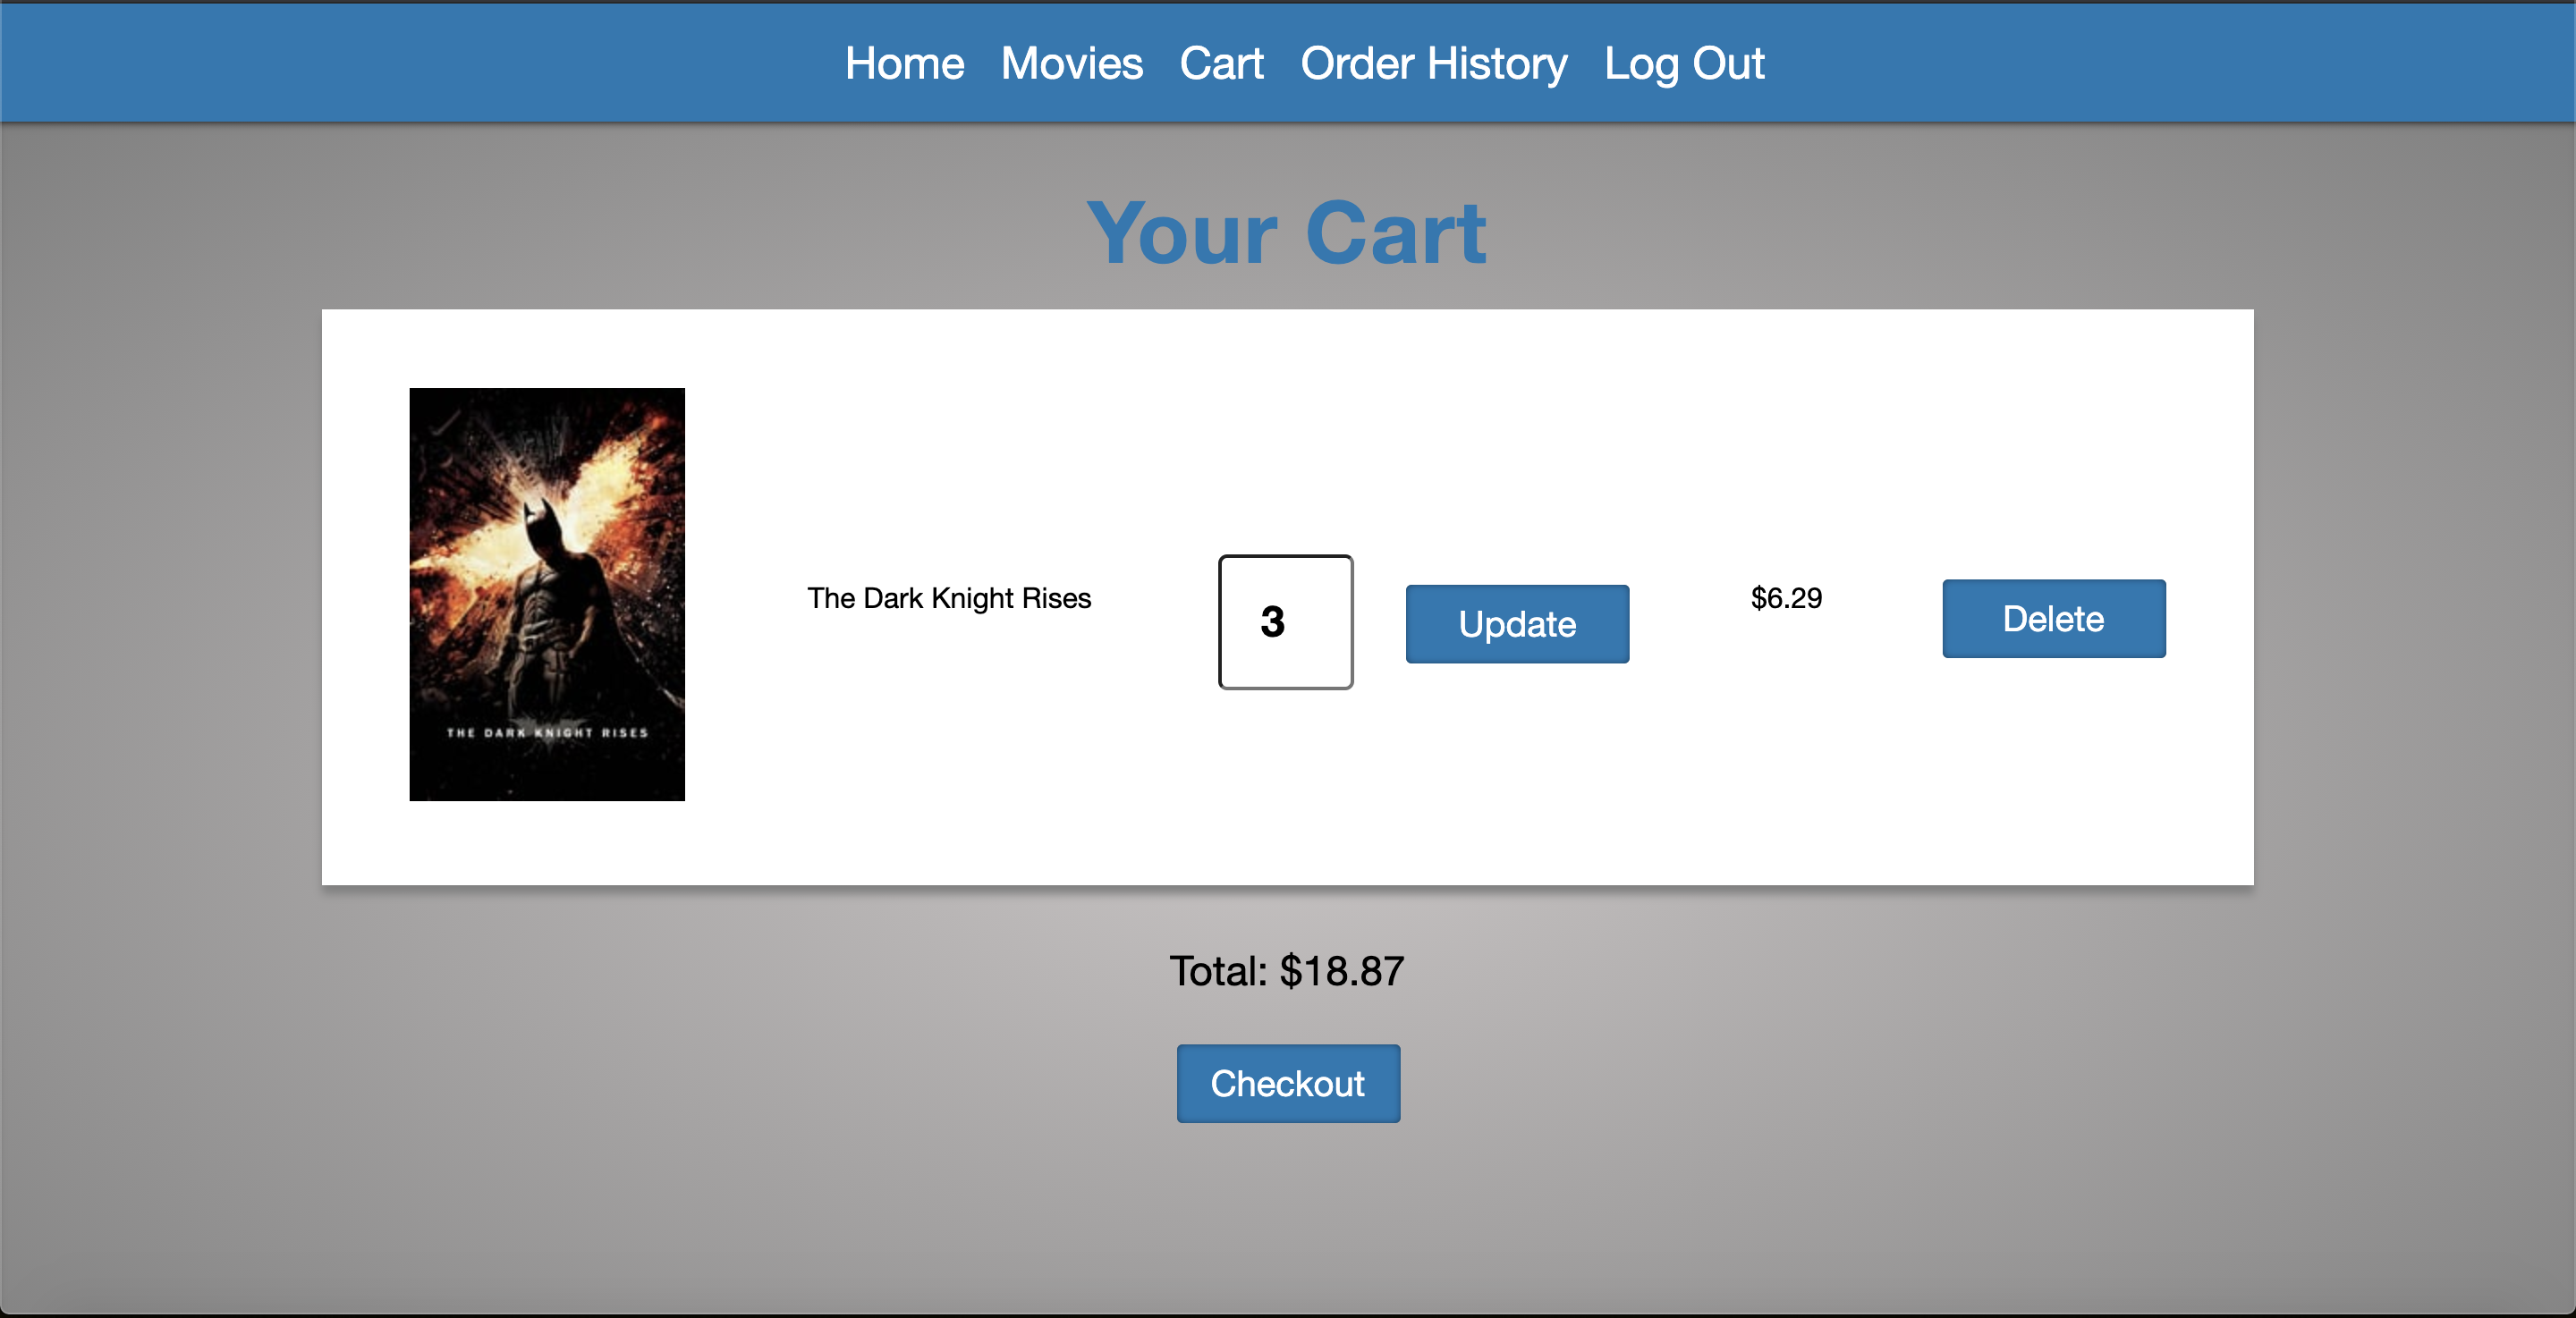 Home Movies Cart Order History Log Out
Your Cart
The Dark Knight Rises 3 Update $6.29 Delete
THE DARK KNIGHT RISES
Total: $18.87
Checkout